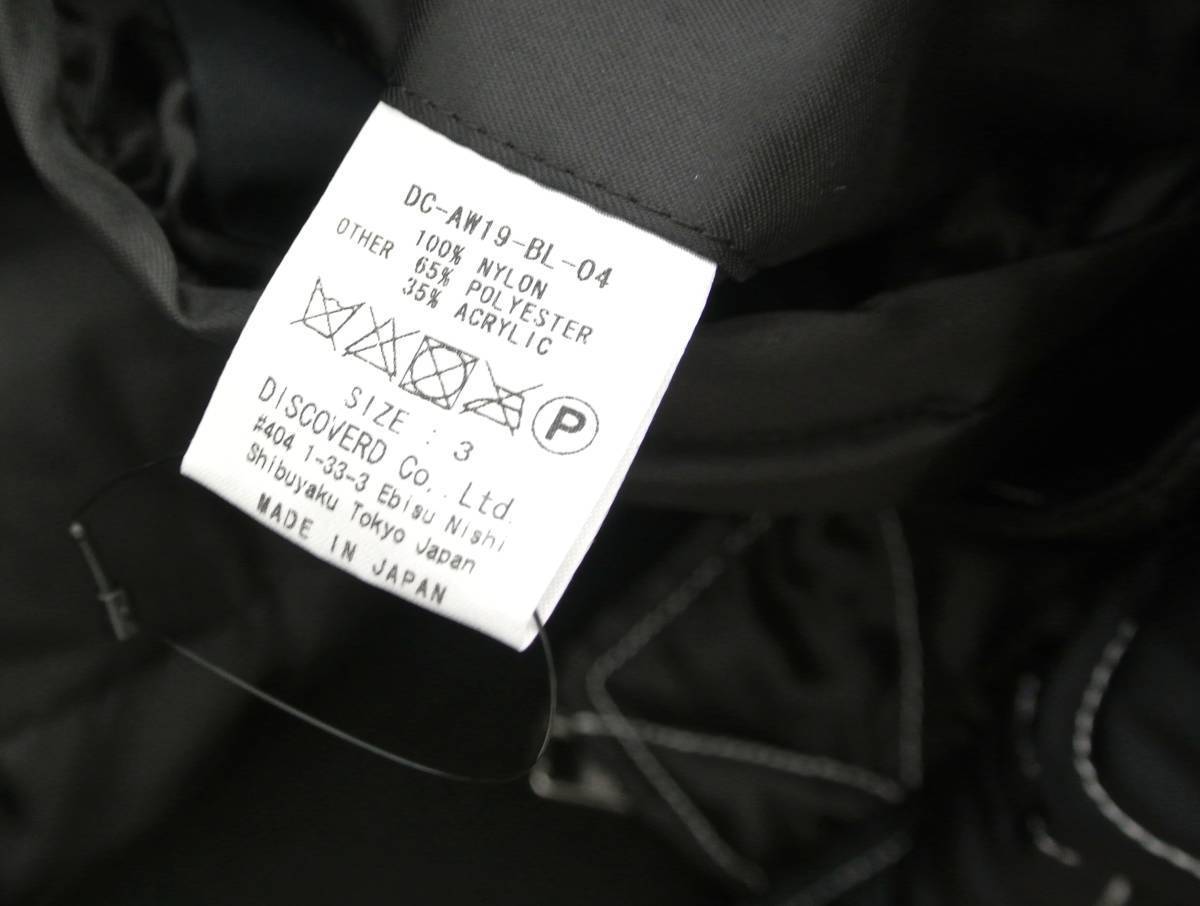 DC-AW19-BL-04
100% NYLON
OTHER 65% POLYESTER
35% ACRYLIC
P
SIZE : 3
DISCOVERD Co,. Ltd.
#404 1-33-3 Ebisu Nishi
Shibuyaku Tokyo Japan
MADE IN JAPAN